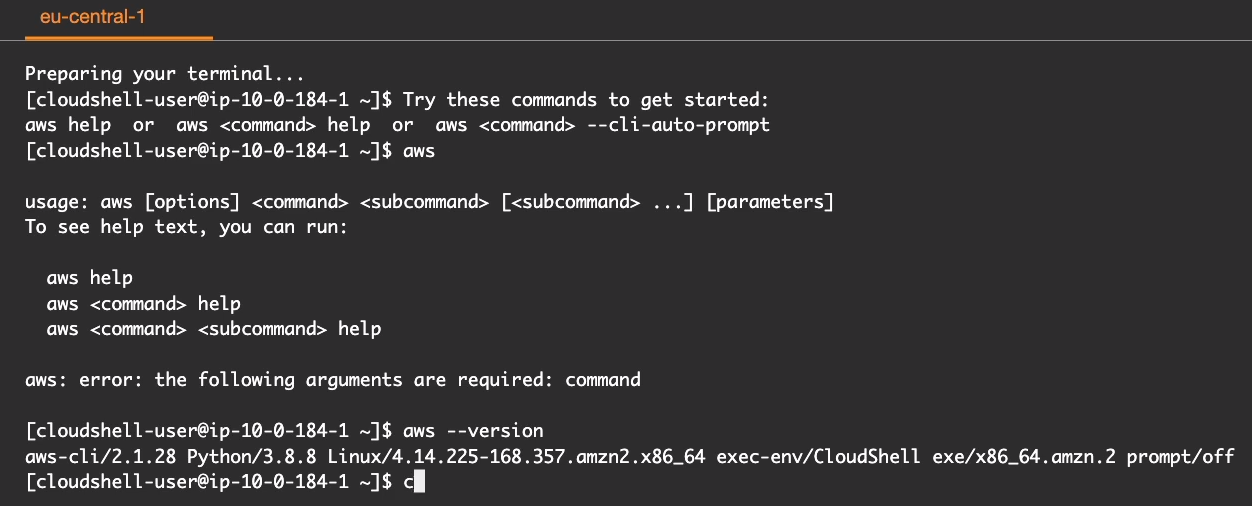 eu-central-1
Preparing your terminal...
[cloudshell-user@ip-10-0-184-1 ~]$ Try these commands to get started:
aws help  or  aws <command> help  or  aws <command> --cli-auto-prompt
[cloudshell-user@ip-10-0-184-1 ~]$ aws
usage: aws [options] <command> <subcommand> [<subcommand> ...] [parameters]
To see help text, you can run:
  aws help
  aws <command> help
  aws <command> <subcommand> help
aws: error: the following arguments are required: command
[cloudshell-user@ip-10-0-184-1 ~]$ aws --version
aws-cli/2.1.28 Python/3.8.8 Linux/4.14.225-168.357.amzn2.x86_64 exec-env/CloudShell exe/x86_64.amzn.2 prompt/off
[cloudshell-user@ip-10-0-184-1 ~]$ c